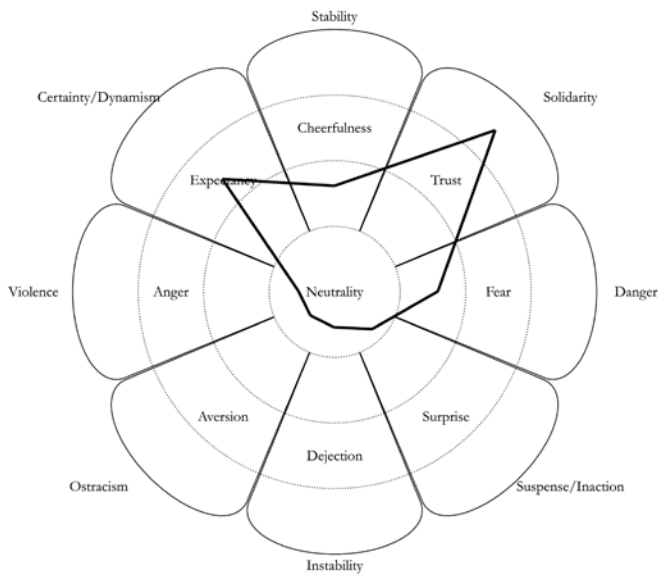 Stability
Certainty/Dynamism
Solidarity
Cheerfulness
Expectancy
Trust
Violence
Anger
Neutrality
Fear
Danger
Aversion
Surprise
Dejection
Ostracism
Suspense/Inaction
Instability